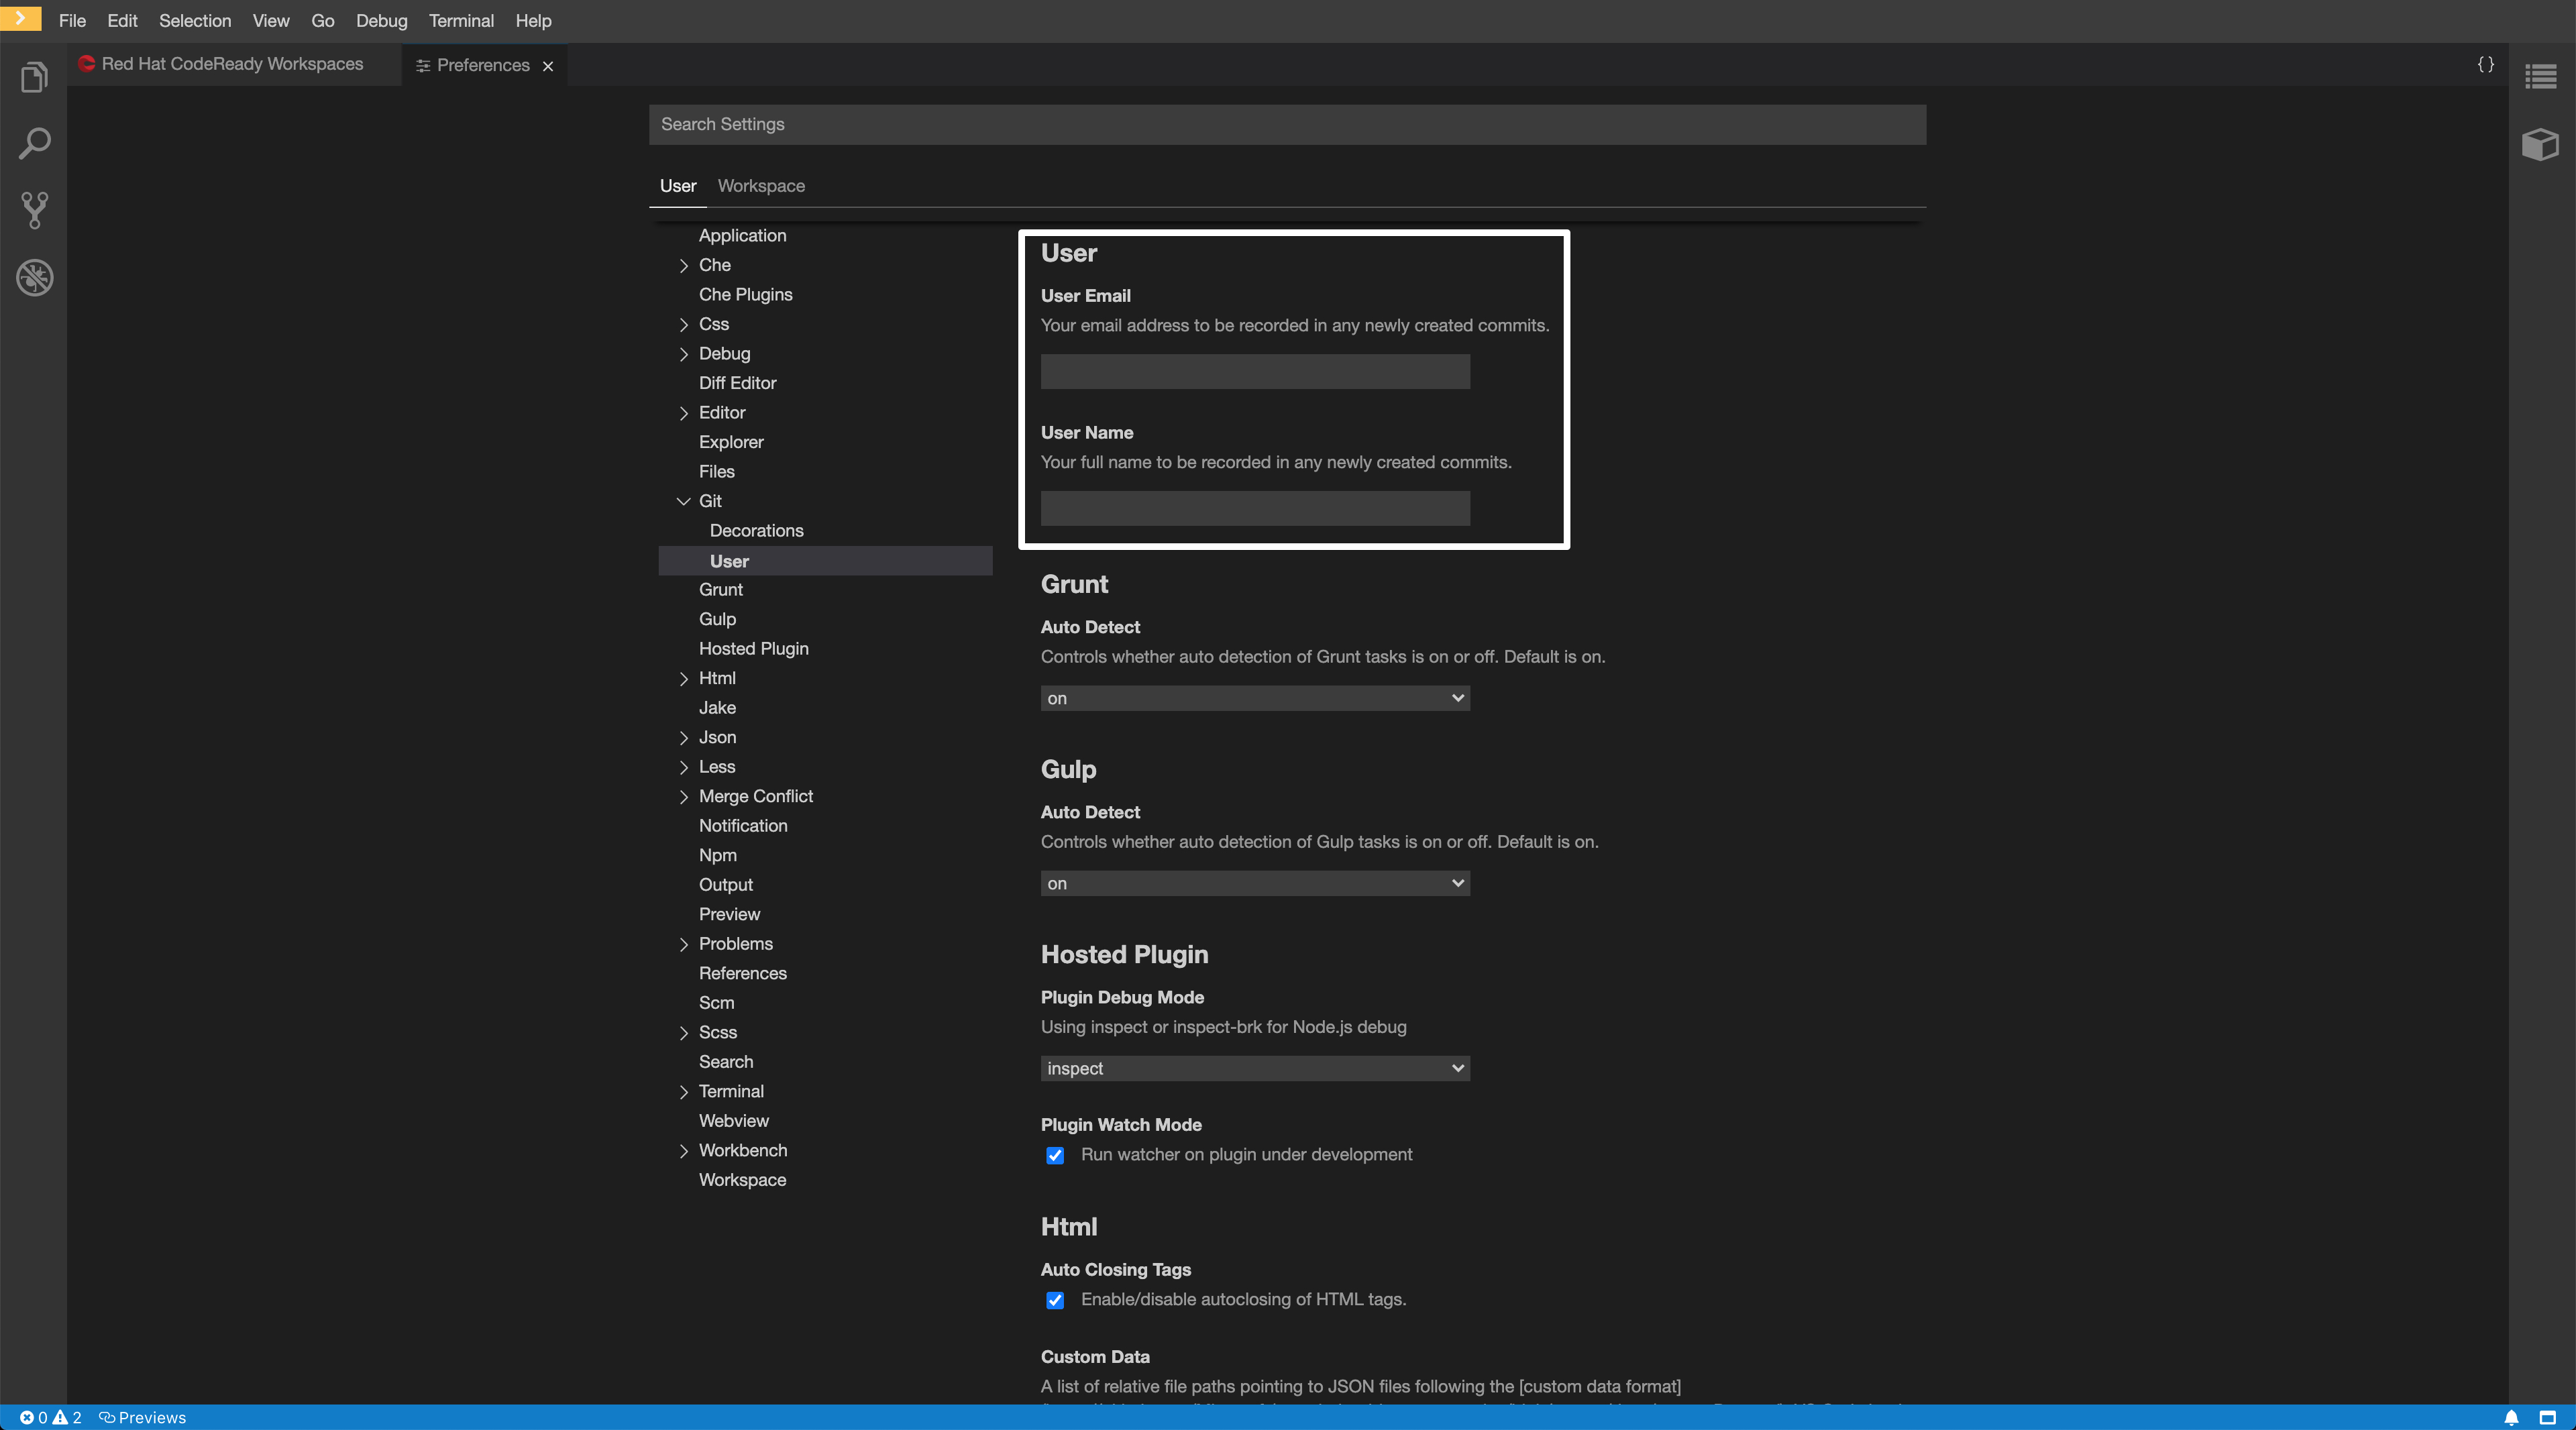 File Edit Selection View Go Debug Terminal Help
Red Hat CodeReady Workspaces Preferences
Search Settings
User Workspace
Application
Che
Che Plugins
Css
Debug
Diff Editor
Editor
Explorer
Files
Git
Decorations
User
Grunt
Gulp
Hosted Plugin
Html
Jake
Json
Less
Merge Conflict
Notification
Npm
Output
Preview
Problems
References
Scm
Scss
Search
Terminal
Webview
Workbench
Workspace
User
User Email
Your email address to be recorded in any newly created commits.
User Name
Your full name to be recorded in any newly created commits.
Grunt
Auto Detect
Controls whether auto detection of Grunt tasks is on or off. Default is on.
on
Gulp
Auto Detect
Controls whether auto detection of Gulp tasks is on or off. Default is on.
on
Hosted Plugin
Plugin Debug Mode
Using inspect or inspect-brk for Node.js debug
inspect
Plugin Watch Mode
Run watcher on plugin under development
Html
Auto Closing Tags
Enable/disable autoclosing of HTML tags.
Custom Data
A list of relative file paths pointing to JSON files following the [custom data format]
0 2 Previews